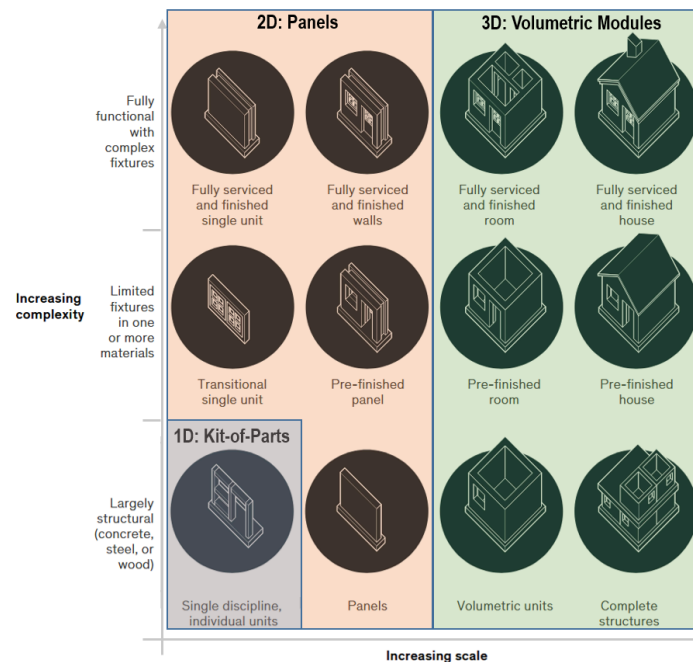 2D: Panels
3D: Volumetric Modules
Fully
functional
with
complex
fixtures
Fully serviced
and finished
single unit
Fully serviced
and finished
walls
Fully serviced
and finished
room
Fully serviced
and finished
house
Increasing
complexity
Limited
fixtures
in one
or more
materials
Transitional
single unit
Pre-finished
panel
Pre-finished
room
Pre-finished
house
1D: Kit-of-Parts
Largely
structural
(concrete,
steel, or
wood)
Single discipline,
individual units
Panels
Volumetric units
Complete
structures
Increasing scale